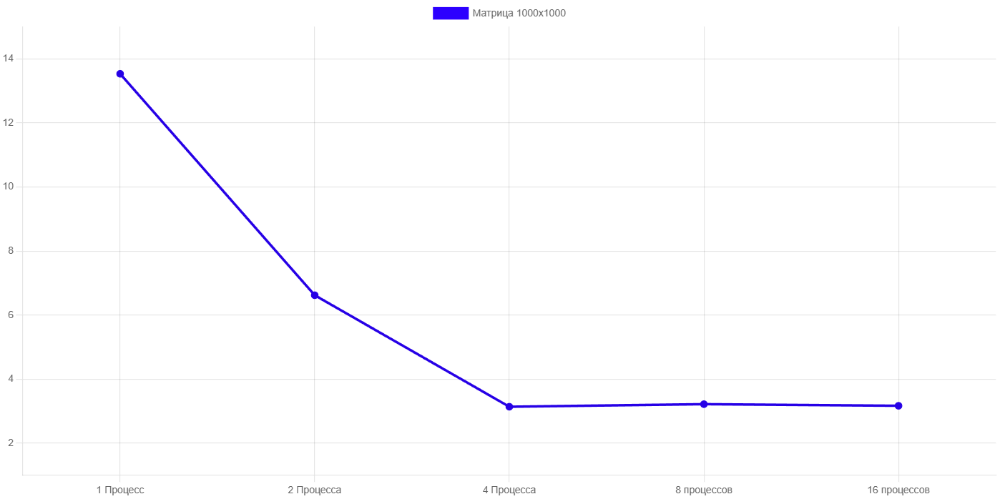 Матрица 1000x1000
14
12
10
8
6
4
2
1 Процесс
2 Процесса
4 Процесса
8 процессов
16 процессов